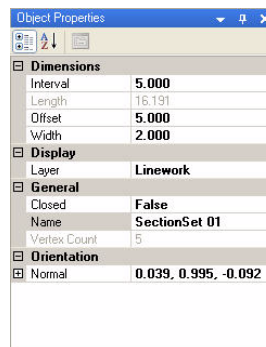 Object Properties
Dimensions
Interval 5.000
Length 16.191
Offset 5.000
Width 2.000
Display
Layer Linework
General
Closed False
Name SectionSet 01
Vertex Count 5
Orientation
Normal 0.039, 0.995, -0.092